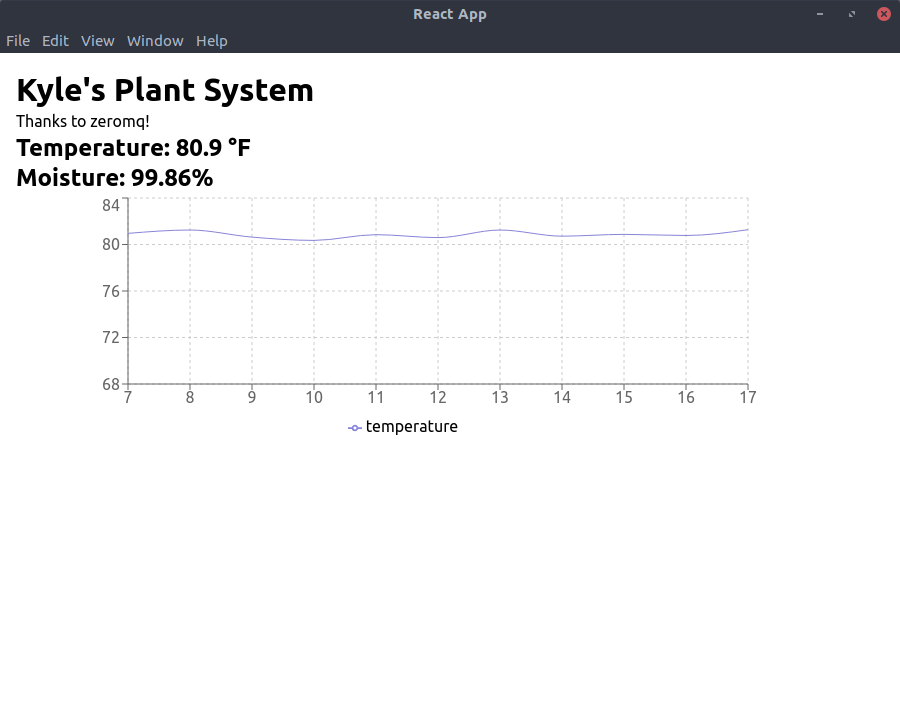 React App
File Edit View Window Help
Kyle's Plant System
Thanks to zeromq!
Temperature: 80.9 °F
Moisture: 99.86%
84
80
76
72
68
7 8 9 10 11 12 13 14 15 16 17
temperature